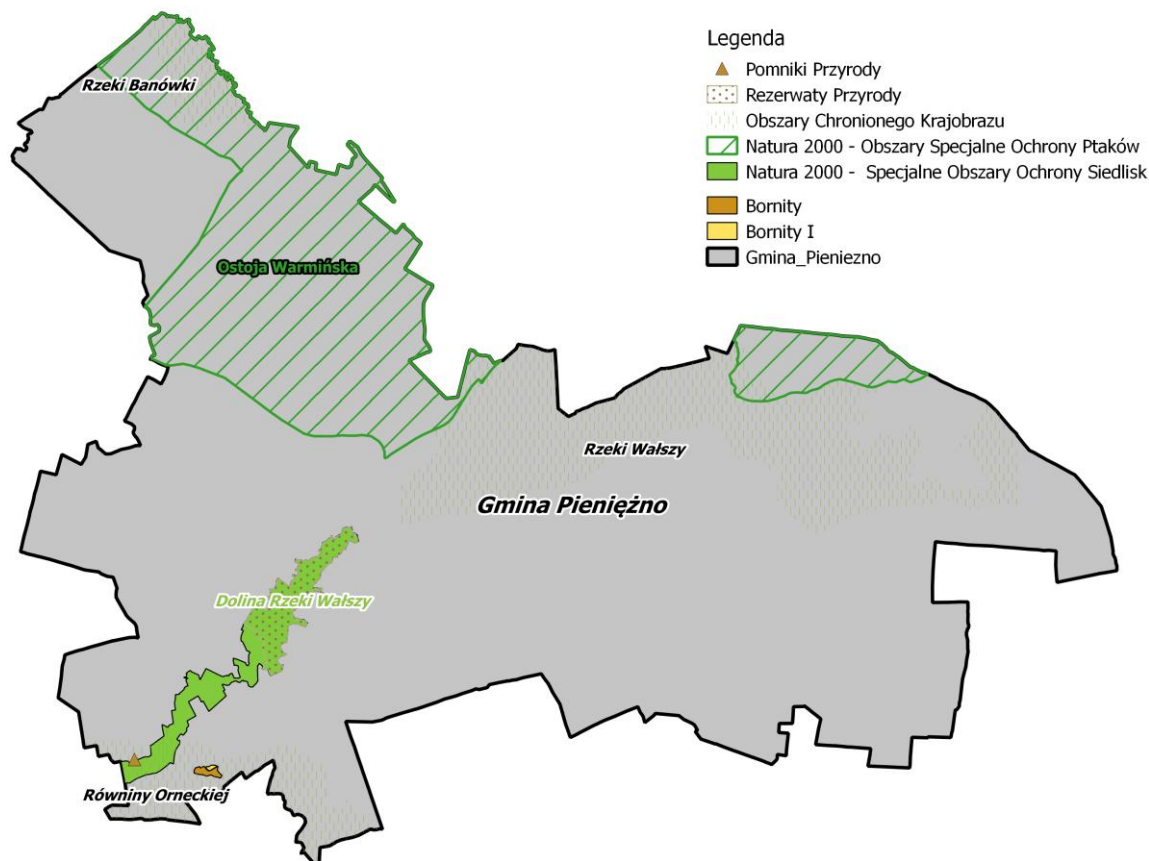 Legenda
Pomniki Przyrody
Rezerwaty Przyrody
Obszary Chronionego Krajobrazu
Natura 2000 - Obszary Specjalne Ochrony Ptaków
Natura 2000 - Specjalne Obszary Ochrony Siedlisk
Bornity
Bornity I
Gmina_Pieniezno
Rzeki Banówki
Ostoja Warmińska
Rzeki Wałszy
Gmina Pieniężno
Dolina Rzeki Wałszy
Równiny Orneckiej